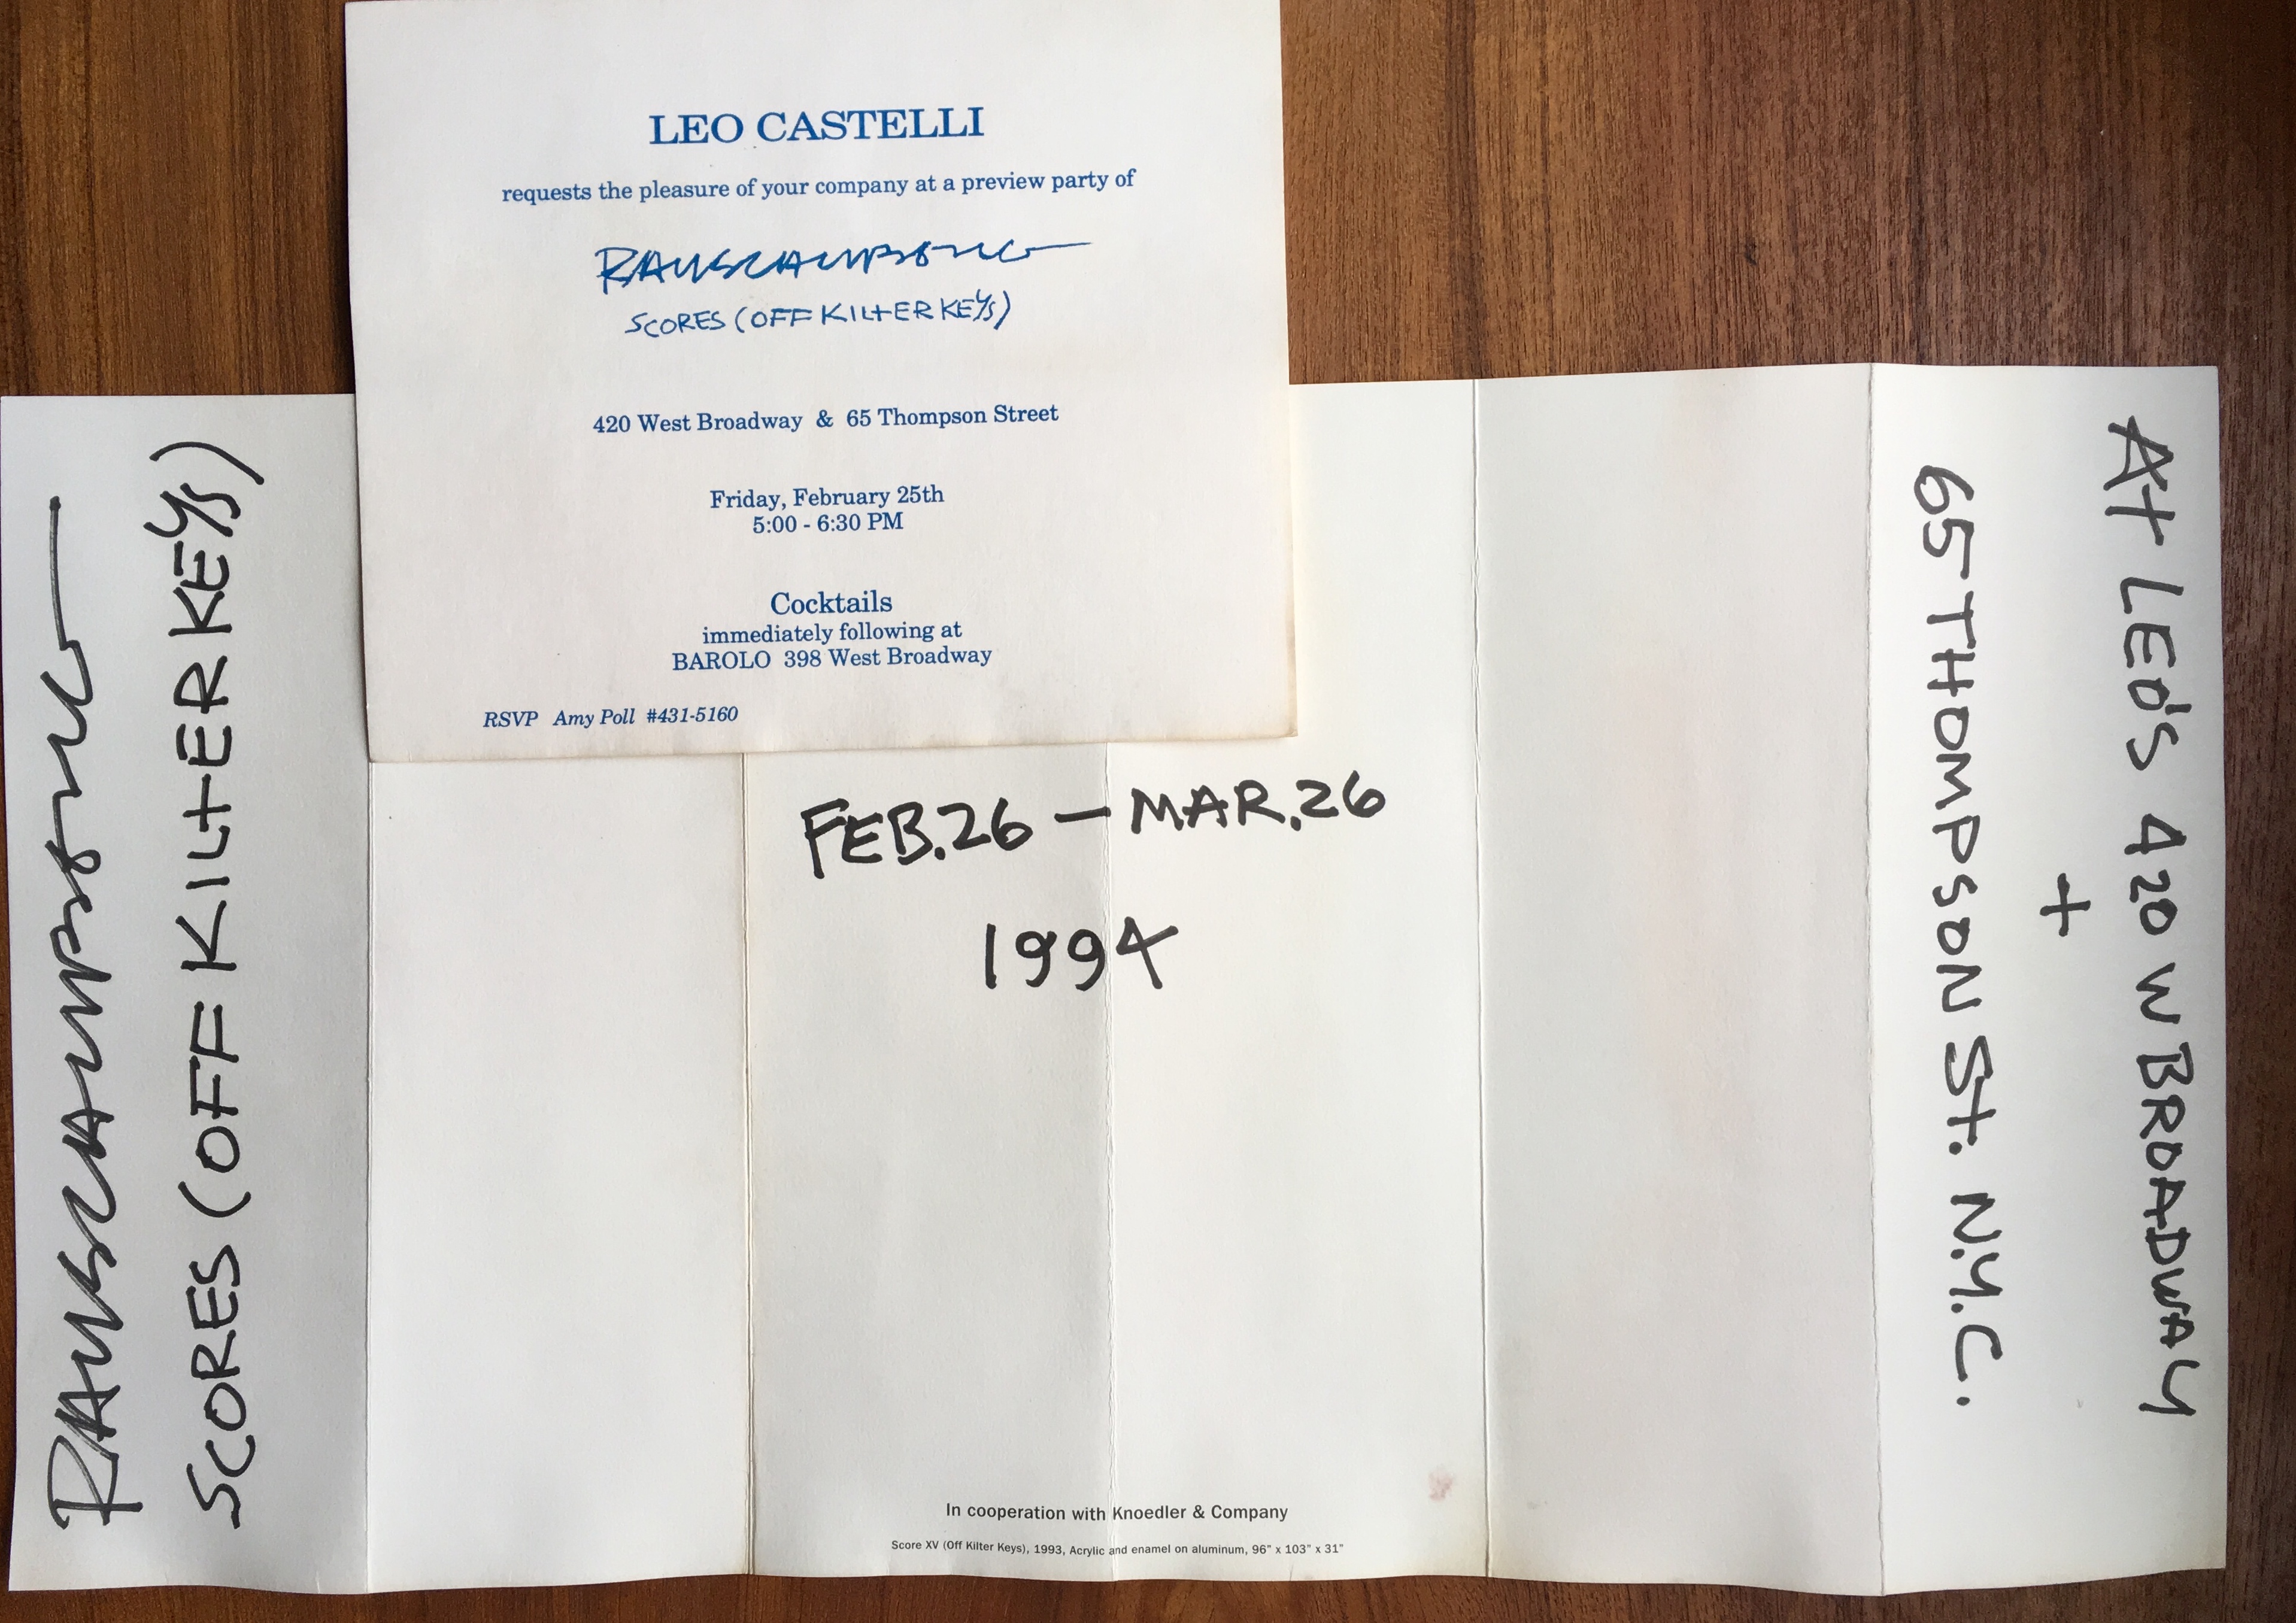 LEO CASTELLI
requests the pleasure of your company at a preview party of
RAUSCHENBERG
SCORES (OFF KILTER KEYS)
420 West Broadway & 65 Thompson Street
Friday, February 25th
5:00 - 6:30 PM
Cocktails
immediately following at
BAROLO 398 West Broadway
RSVP Amy Poll #431-5160
RAUSCHENBERG
SCORES (OFF KILTER KEYS)
FEB.26 — MAR.26
1994
In cooperation with Knoedler & Company
Score XV (Off Kilter Keys), 1993, Acrylic and enamel on aluminum, 96" x 103" x 31"
At LEO'S 420 W BROADWAY
+
65 THOMPSON St. N.Y.C.